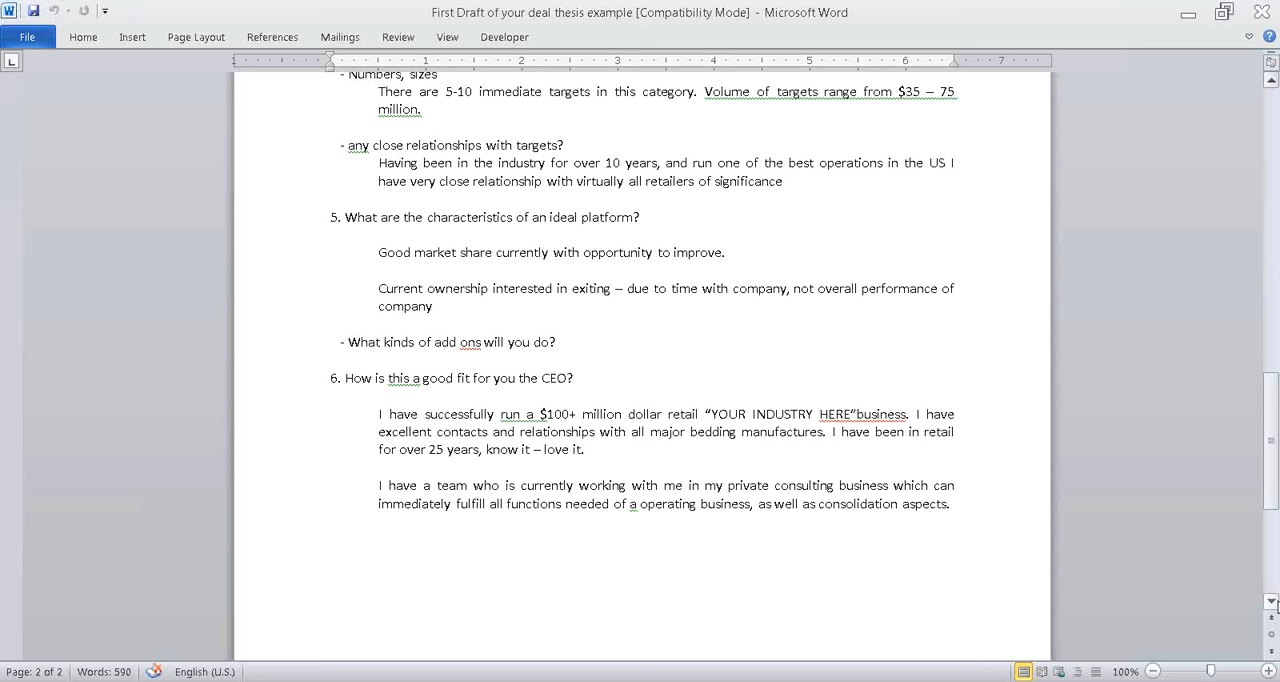 First Draft of your deal thesis example [Compatibility Mode] - Microsoft Word
File Home Insert Page Layout References Mailings Review View Developer
1 1 2 3 4 5 6 7
- Numbers, sizes
There are 5-10 immediate targets in this category. Volume of targets range from $35 – 75
million.
- any close relationships with targets?
Having been in the industry for over 10 years, and run one of the best operations in the US I
have very close relationship with virtually all retailers of significance
5. What are the characteristics of an ideal platform?
Good market share currently with opportunity to improve.
Current ownership interested in exiting – due to time with company, not overall performance of
company
- What kinds of add ons will you do?
6. How is this a good fit for you the CEO?
I have successfully run a $100+ million dollar retail “YOUR INDUSTRY HERE”business. I have
excellent contacts and relationships with all major bedding manufactures. I have been in retail
for over 25 years, know it – love it.
I have a team who is currently working with me in my private consulting business which can
immediately fulfill all functions needed of a operating business, as well as consolidation aspects.
Page: 2 of 2 Words: 590 English (U.S.) 100%